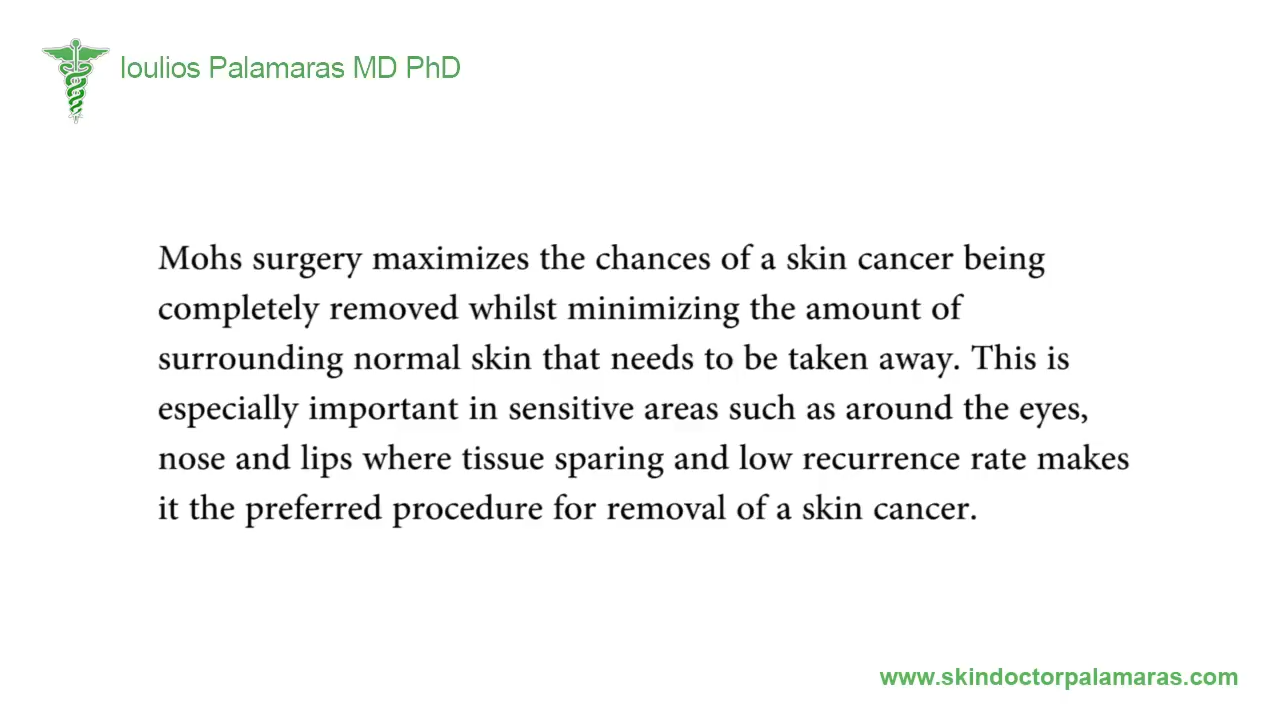 Ioulios Palamaras MD PhD
Mohs surgery maximizes the chances of a skin cancer being
completely removed whilst minimizing the amount of
surrounding normal skin that needs to be taken away. This is
especially important in sensitive areas such as around the eyes,
nose and lips where tissue sparing and low recurrence rate makes
it the preferred procedure for removal of a skin cancer.
www.skindoctorpalamaras.com